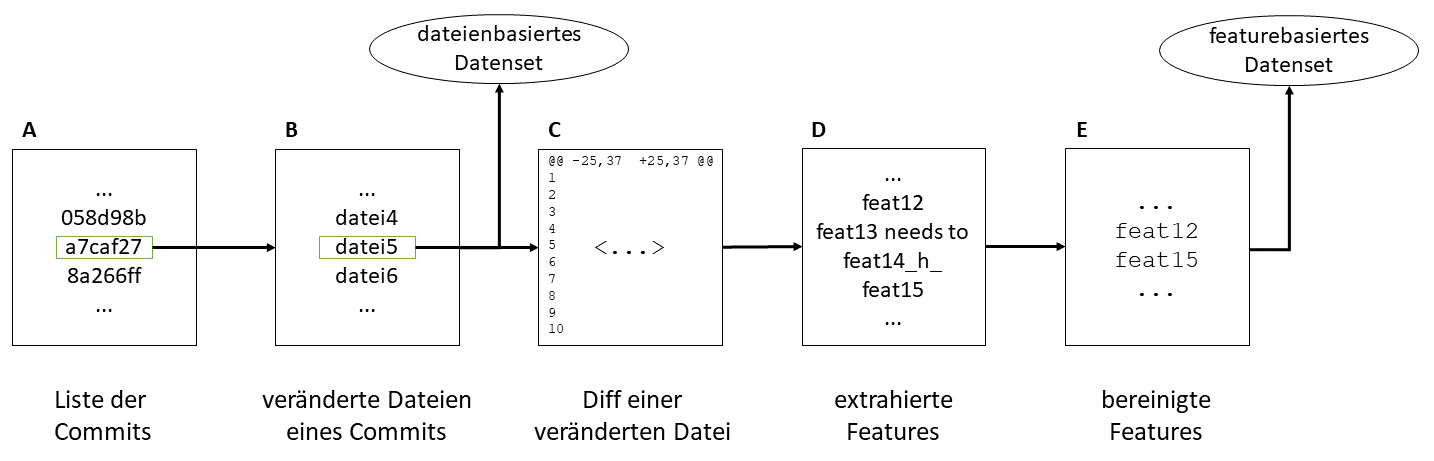 dateienbasiertes
Datenset
featurebasiertes
Datenset
A
...
058d98b
a7caf27
8a266ff
...
Liste der
Commits
B
...
datei4
datei5
datei6
...
veränderte Dateien
eines Commits
C
@@ -25,37 +25,37 @@
1
2
3
4
5 <...>
6
7
8
9
10
Diff einer
veränderten Datei
D
...
feat12
feat13 needs to
feat14_h_
feat15
...
extrahierte
Features
E
...
feat12
feat15
...
bereinigte
Features